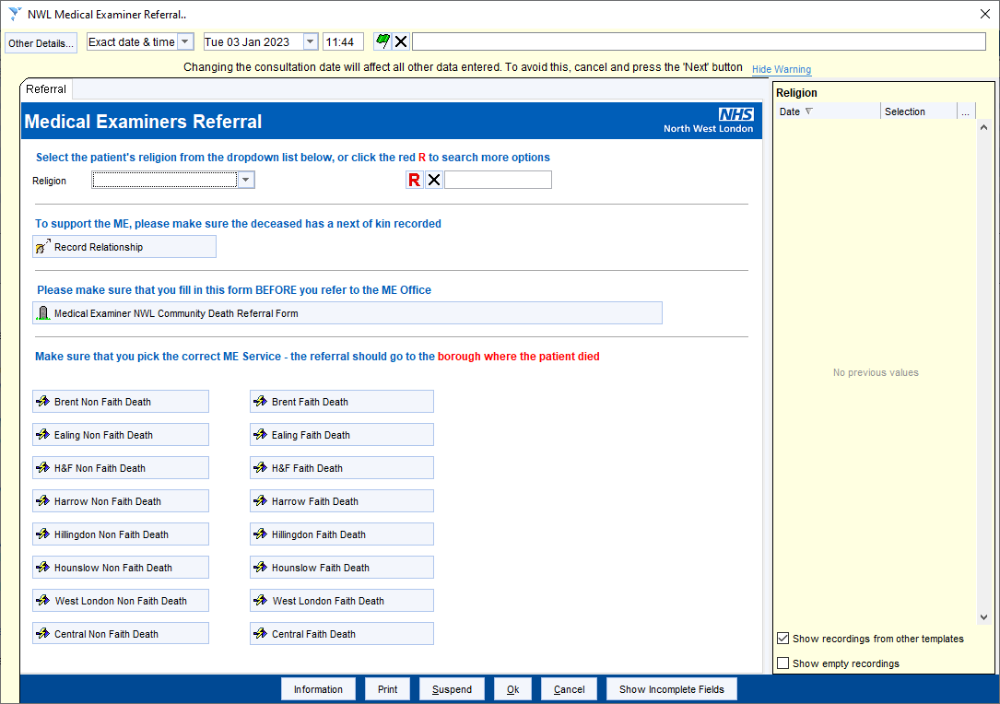 NWL Medical Examiner Referral..
Other Details... Exact date & time Tue 03 Jan 2023 11:44
Changing the consultation date will affect all other data entered. To avoid this, cancel and press the 'Next' button Hide Warning
Referral
Medical Examiners Referral
NHS
North West London
Select the patient's religion from the dropdown list below, or click the red R to search more options
Religion R
To support the ME, please make sure the deceased has a next of kin recorded
Record Relationship
Please make sure that you fill in this form BEFORE you refer to the ME Office
Medical Examiner NWL Community Death Referral Form
Make sure that you pick the correct ME Service - the referral should go to the borough where the patient died
Brent Non Faith Death Brent Faith Death
Ealing Non Faith Death Ealing Faith Death
H&F Non Faith Death H&F Faith Death
Harrow Non Faith Death Harrow Faith Death
Hillingdon Non Faith Death Hillingdon Faith Death
Hounslow Non Faith Death Hounslow Faith Death
West London Non Faith Death West London Faith Death
Central Non Faith Death Central Faith Death
Religion
Date Selection ...
No previous values
Show recordings from other templates
Show empty recordings
Information Print Suspend Ok Cancel Show Incomplete Fields